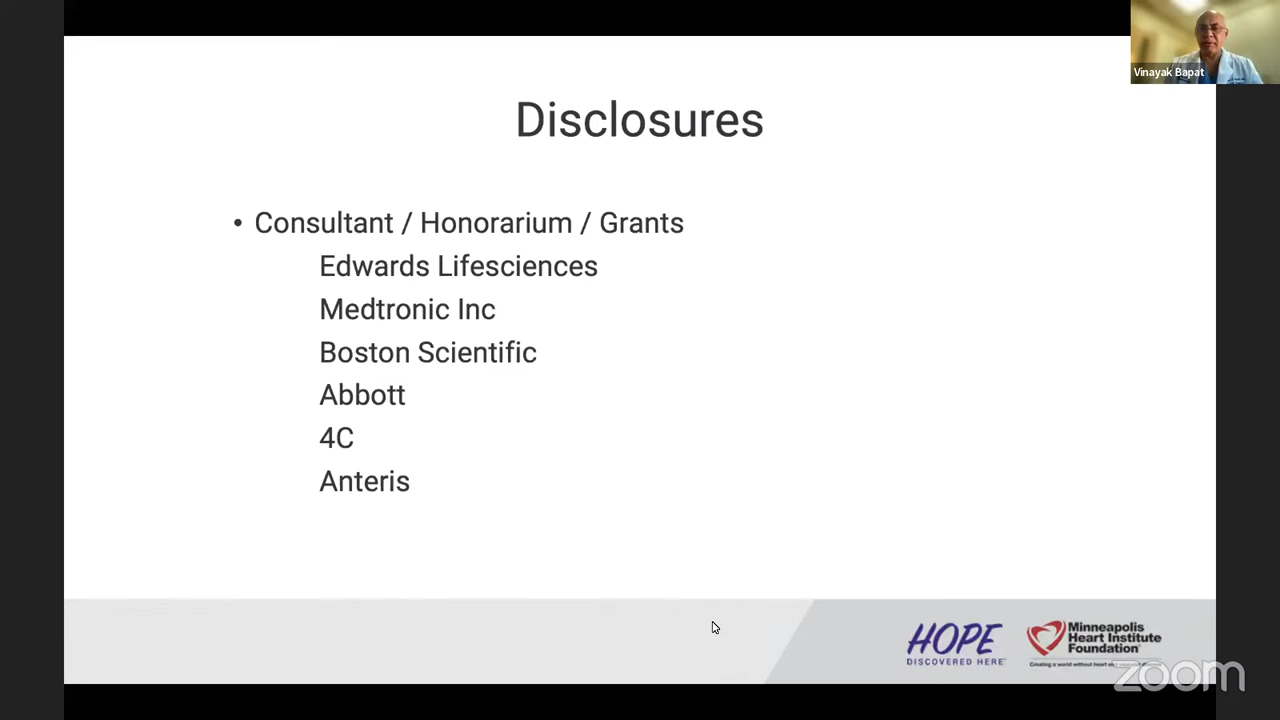 Vinayak Bapat
Disclosures
• Consultant / Honorarium / Grants
Edwards Lifesciences
Medtronic Inc
Boston Scientific
Abbott
4C
Anteris
HOPE
DISCOVERED HERE
Minneapolis
Heart Institute
Foundation
Creating a world without heart and
zoom